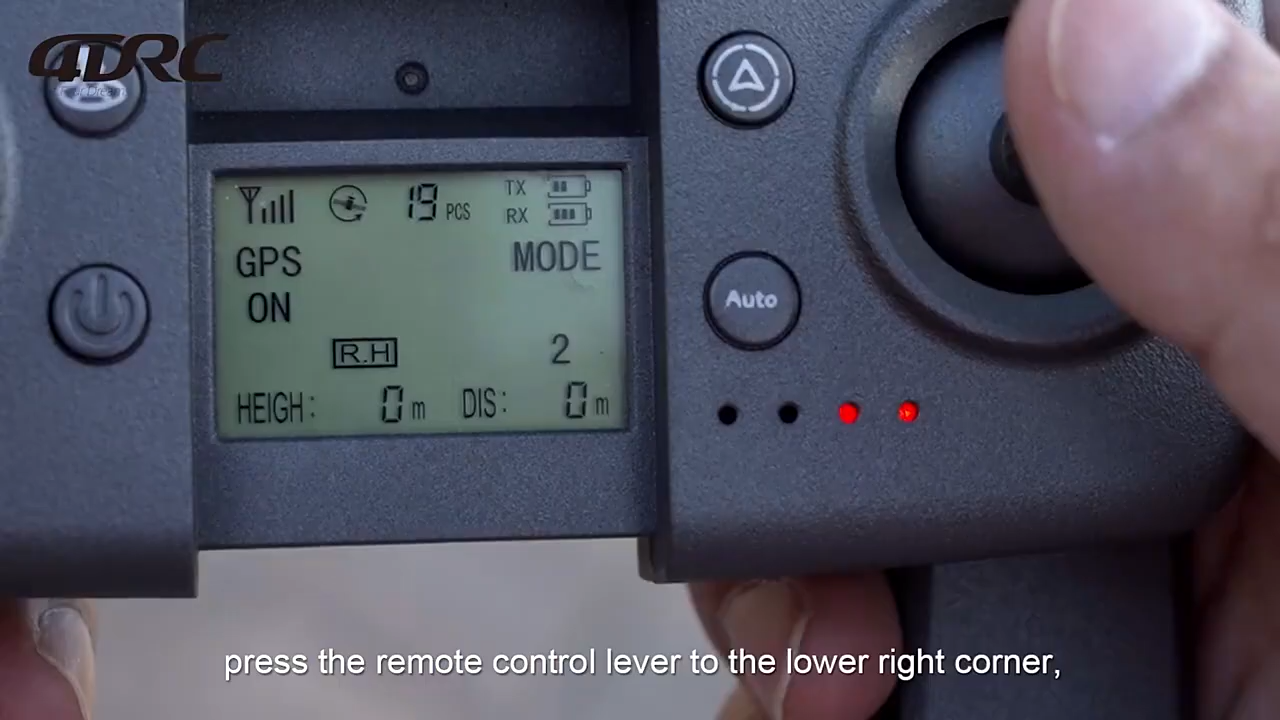 4DRC
19 PCS
TX
RX
GPS
MODE
ON
R.H
2
HEIGH: 0m DIS: 0m
Auto
press the remote control lever to the lower right corner,